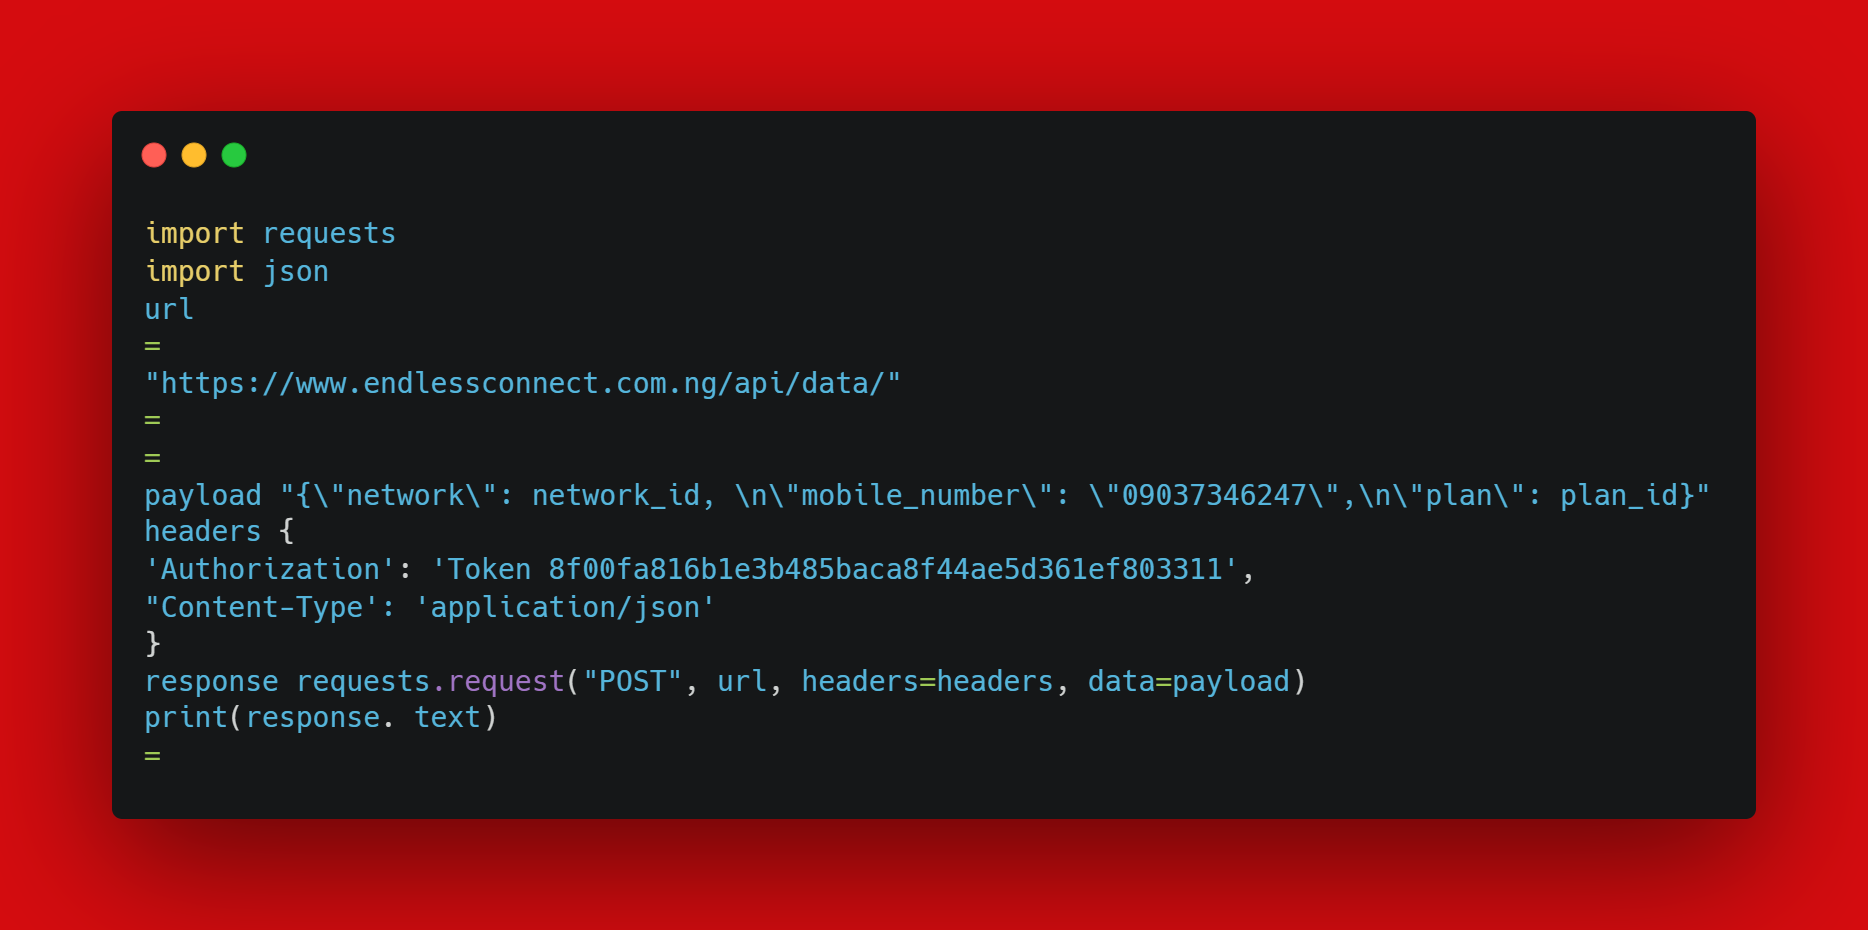 import requests
import json
url
=
"https://www.endlessconnect.com.ng/api/data/"
=
=
payload "{\"network\": network_id, \n\"mobile_number\": \"09037346247\",\n\"plan\": plan_id}"
headers {
'Authorization': 'Token 8f00fa816b1e3b485baca8f44ae5d361ef803311',
"Content-Type': 'application/json'
}
response requests.request("POST", url, headers=headers, data=payload)
print(response. text)
=